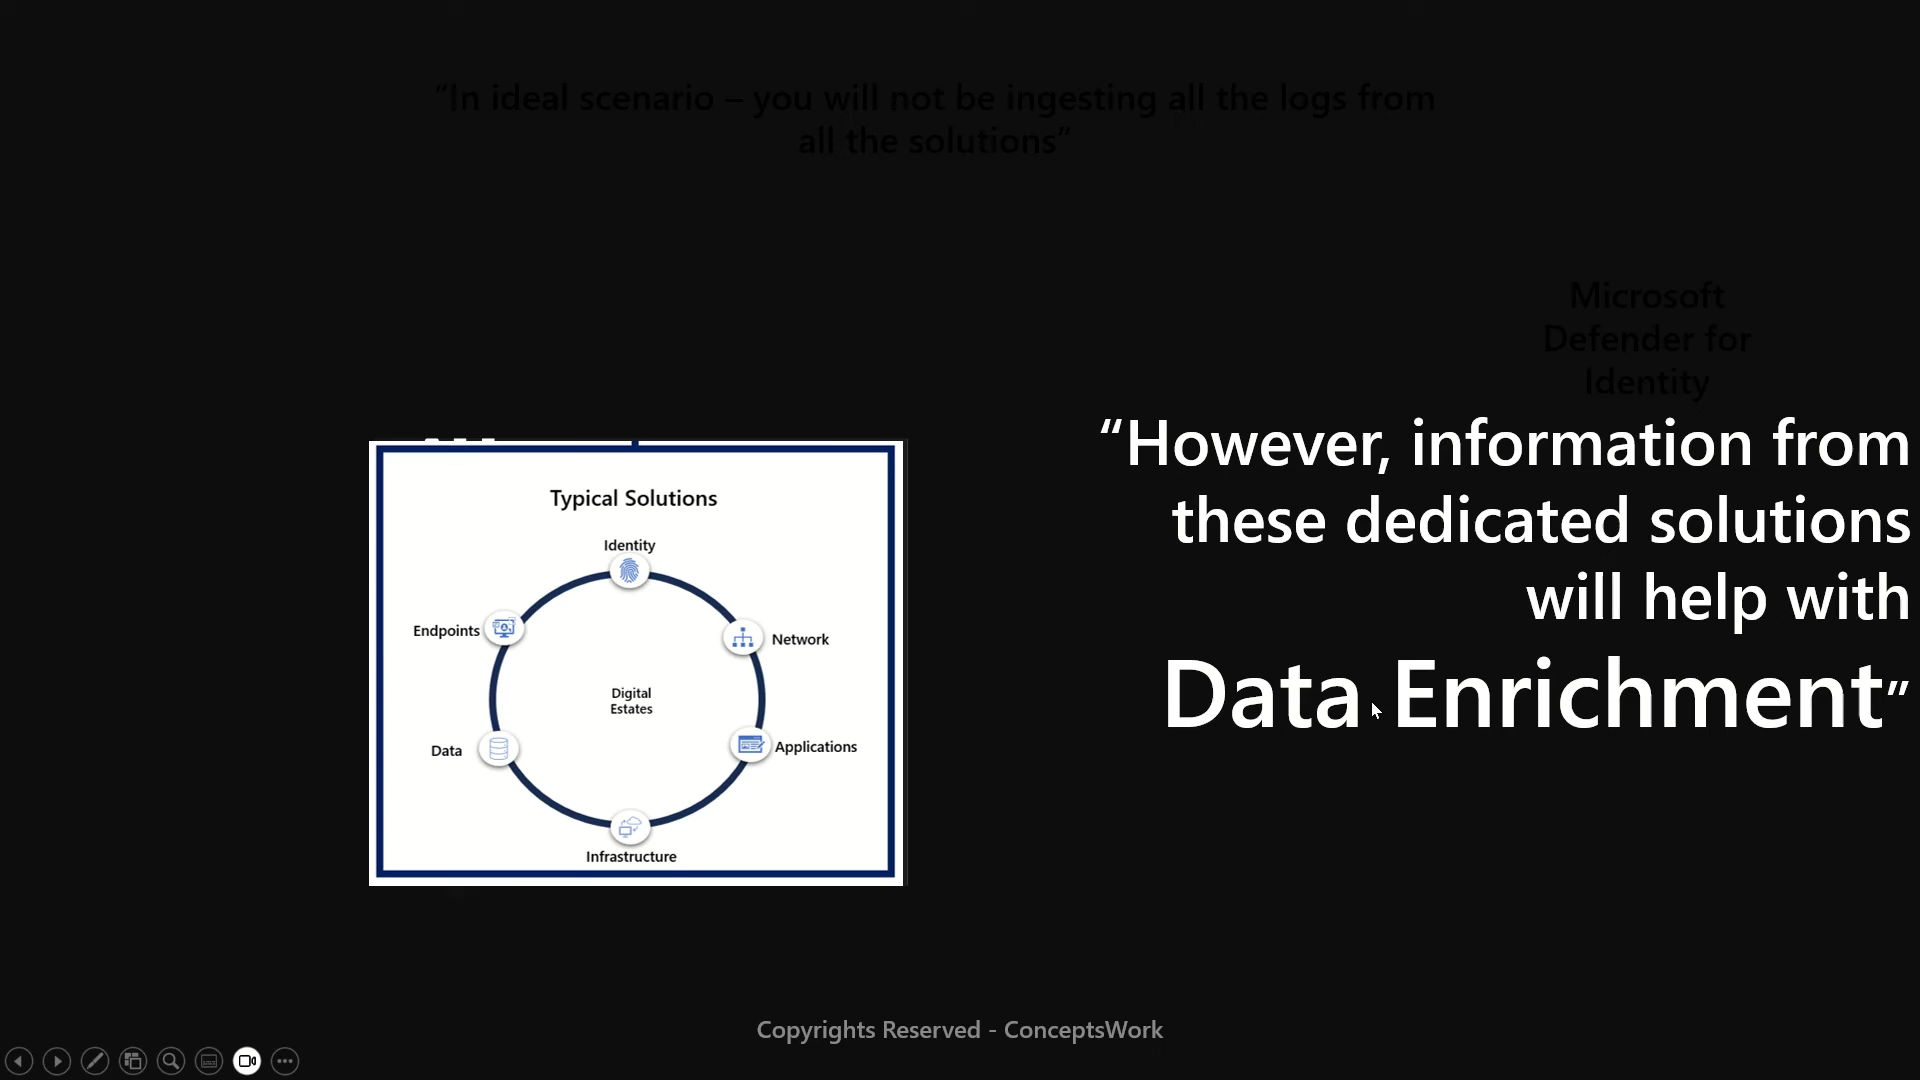 “In ideal scenario – you will not be ingesting all the logs from
all the solutions”
Microsoft
Defender for
Identity
“However, information from
these dedicated solutions
will help with
Data Enrichment”
Typical Solutions
Identity
Endpoints
Network
Digital
Estates
Data
Applications
Infrastructure
Copyrights Reserved - ConceptsWork